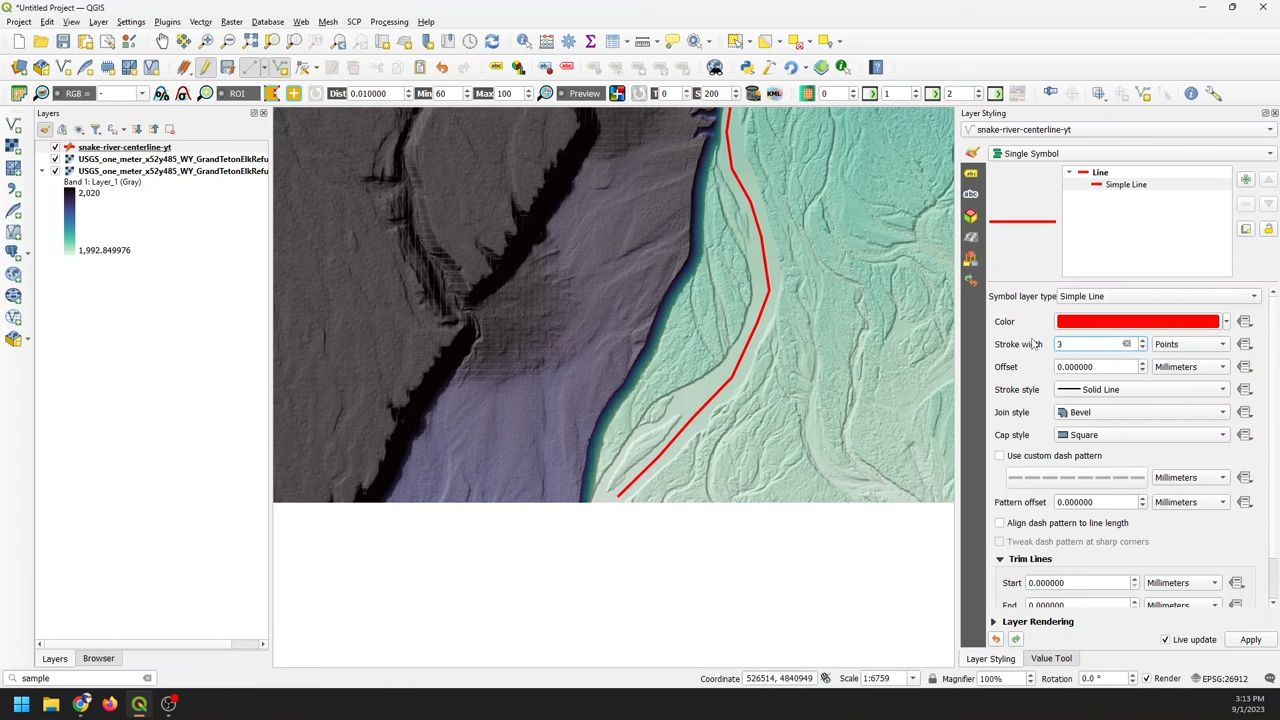 *Untitled Project — QGIS
Project Edit View Layer Settings Plugins Vector Raster Database Web Mesh SCP Processing Help
RGB = - ROI Dist 0.010000 Min 60 Max 100 Preview T 0 S 200 KML 0 1 2
Layers
snake-river-centerline-yt
USGS_one_meter_x52y485_WY_GrandTetonElkRefu
USGS_one_meter_x52y485_WY_GrandTetonElkRefu
Band 1: Layer_1 (Gray)
2,020
1,992.849976
Layers Browser
sample
Layer Styling
snake-river-centerline-yt
Single Symbol
Line
Simple Line
Symbol layer type Simple Line
Color
Stroke width 3 Points
Offset 0.000000 Millimeters
Stroke style Solid Line
Join style Bevel
Cap style Square
Use custom dash pattern
Millimeters
Pattern offset 0.000000 Millimeters
Align dash pattern to line length
Tweak dash pattern at sharp corners
Trim Lines
Start 0.000000 Millimeters
End 0.000000 Millimeters
Layer Rendering
Live update Apply
Layer Styling Value Tool
Coordinate 526514, 4840949 Scale 1:6759 Magnifier 100% Rotation 0.0 ° Render EPSG:26912
3:13 PM
9/1/2023